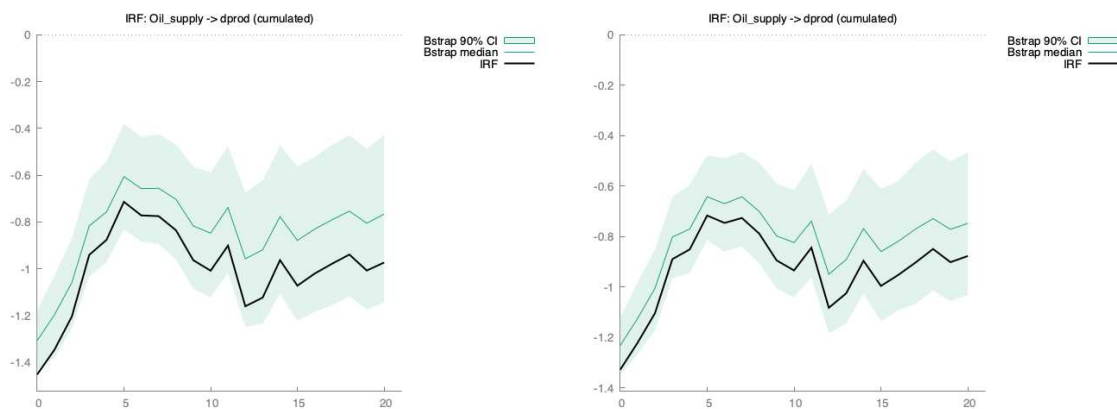 IRF: Oil_supply -> dprod (cumulated)
Bstrap 90% CI
Bstrap median
IRF
0
-0.2
-0.4
-0.6
-0.8
-1
-1.2
-1.4
0 5 10 15 20
IRF: Oil_supply -> dprod (cumulated)
Bstrap 90% CI
Bstrap median
IRF
0
-0.2
-0.4
-0.6
-0.8
-1
-1.2
-1.4
0 5 10 15 20